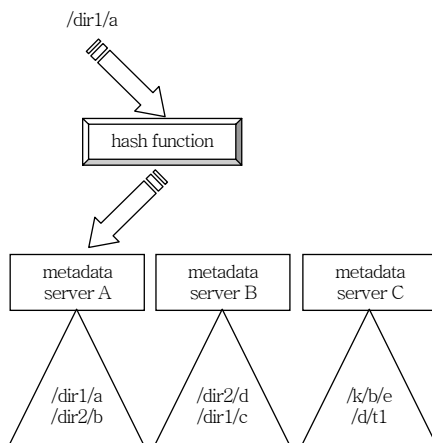 /dir1/a
hash function
metadata
server A
metadata
server B
metadata
server C
/dir1/a
/dir2/b
/dir2/d
/dir1/c
/k/b/e
/d/t1